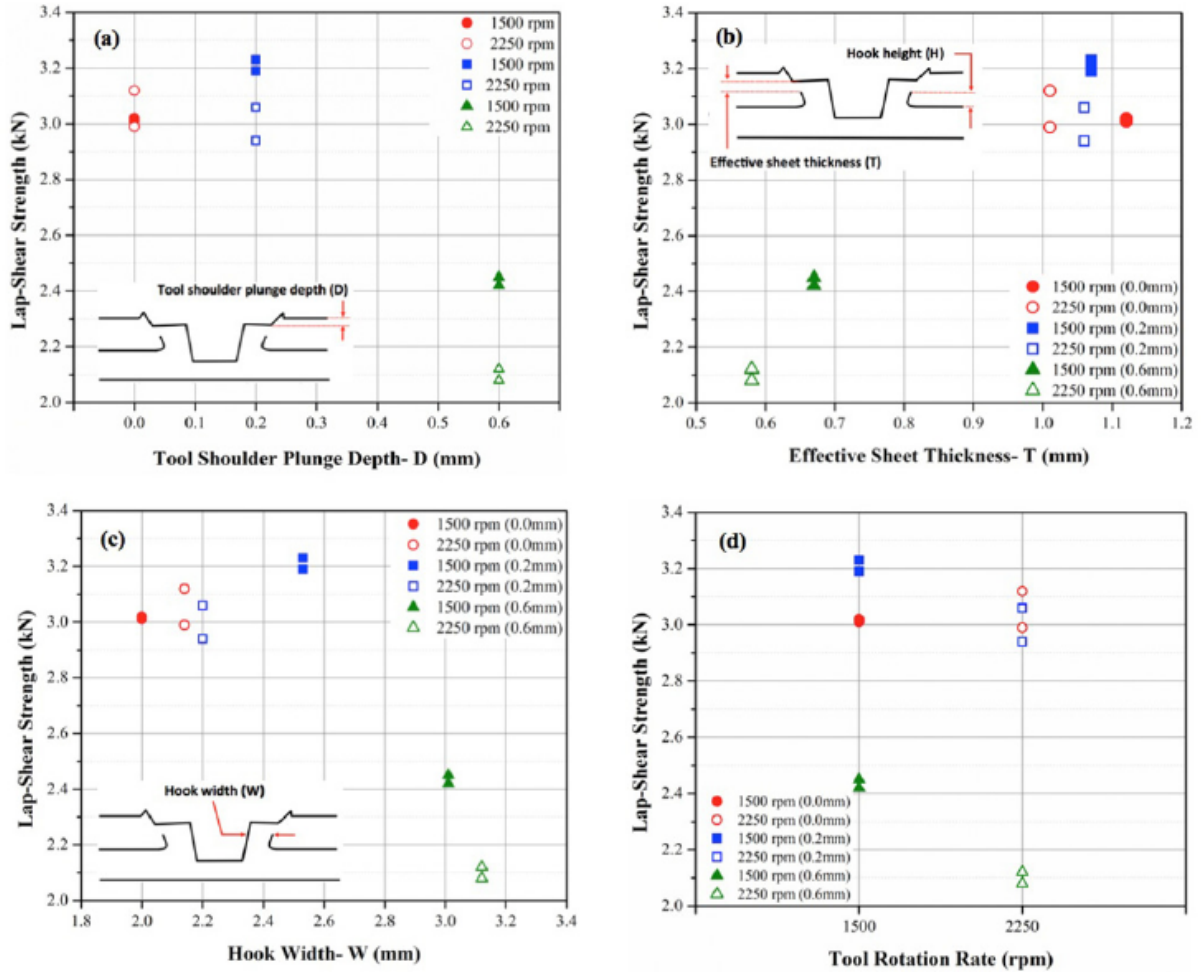 (a)
1500 rpm
2250 rpm
1500 rpm
2250 rpm
1500 rpm
2250 rpm
3.4
3.2
3.0
2.8
2.6
2.4
2.2
2.0
Lap-Shear Strength (kN)
Tool shoulder plunge depth (D)
0.0 0.1 0.2 0.3 0.4 0.5 0.6
Tool Shoulder Plunge Depth- D (mm)
(b)
Hook height (H)
Effective sheet thickness (T)
3.4
3.2
3.0
2.8
2.6
2.4
2.2
2.0
Lap-Shear Strength (kN)
1500 rpm (0.0mm)
2250 rpm (0.0mm)
1500 rpm (0.2mm)
2250 rpm (0.2mm)
1500 rpm (0.6mm)
2250 rpm (0.6mm)
0.5 0.6 0.7 0.8 0.9 1.0 1.1 1.2
Effective Sheet Thickness- T (mm)
(c)
1500 rpm (0.0mm)
2250 rpm (0.0mm)
1500 rpm (0.2mm)
2250 rpm (0.2mm)
1500 rpm (0.6mm)
2250 rpm (0.6mm)
3.4
3.2
3.0
2.8
2.6
2.4
2.2
2.0
Lap-Shear Strength (kN)
Hook width (W)
1.8 2.0 2.2 2.4 2.6 2.8 3.0 3.2 3.4
Hook Width- W (mm)
(d)
3.4
3.2
3.0
2.8
2.6
2.4
2.2
2.0
Lap-Shear Strength (kN)
1500 rpm (0.0mm)
2250 rpm (0.0mm)
1500 rpm (0.2mm)
2250 rpm (0.2mm)
1500 rpm (0.6mm)
2250 rpm (0.6mm)
1500 2250
Tool Rotation Rate (rpm)